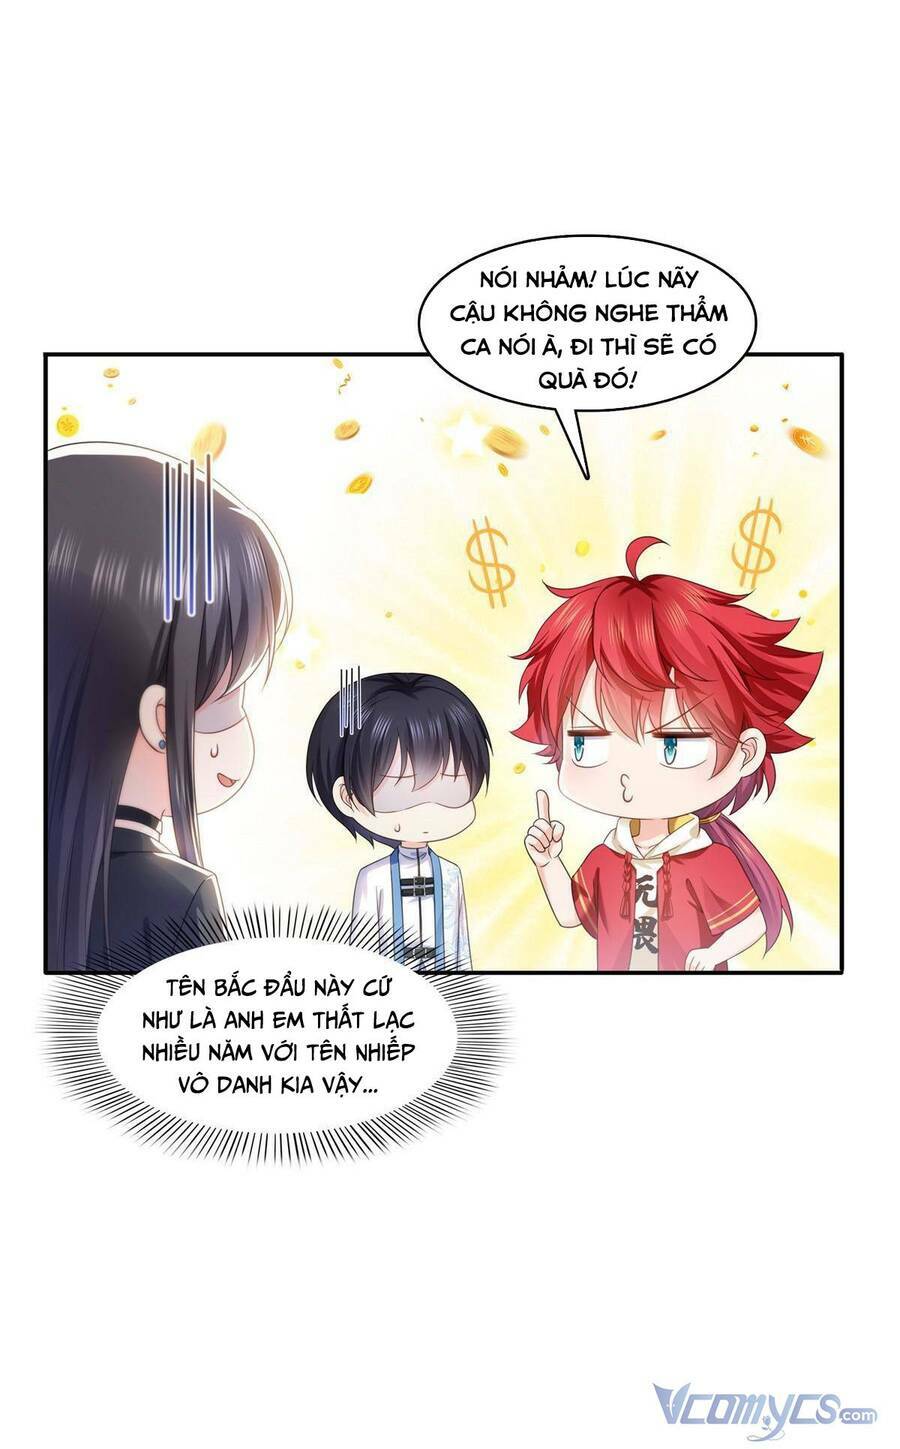 NÓI NHẢM! LÚC NÃY
CẬU KHÔNG NGHE THẨM
CA NÓI À, ĐI THÌ SẼ CÓ
QUÀ ĐÓ!
$
$
无
畏
TÊN BẮC ĐẨU NÀY CỨ
NHƯ LÀ ANH EM THẤT LẠC
NHIỀU NĂM VỚI TÊN NHIẾP
VÔ DANH KIA VẬY...
VCOMYCS.com